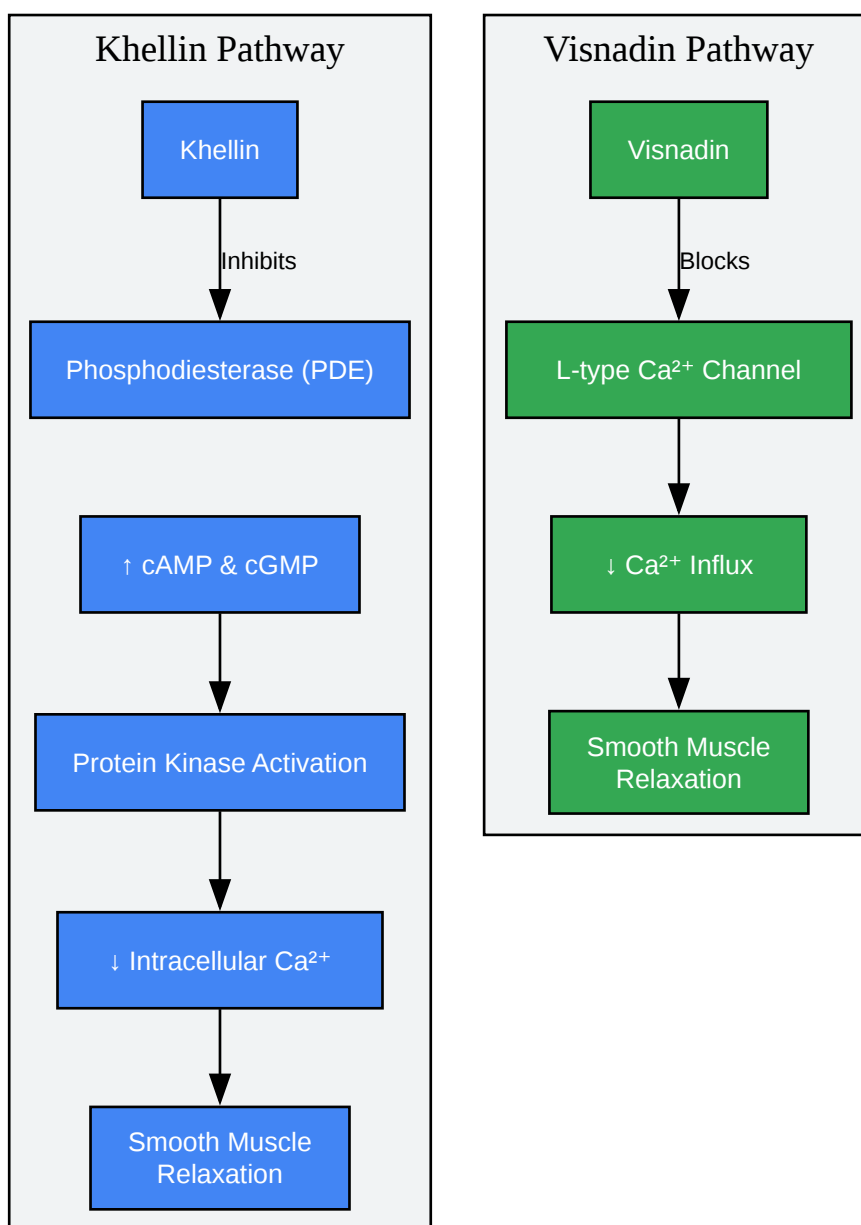 Khellin Pathway
Khellin
Inhibits
Phosphodiesterase (PDE)
↑ cAMP & cGMP
Protein Kinase Activation
↓ Intracellular Ca²⁺
Smooth Muscle
Relaxation
Visnadin Pathway
Visnadin
Blocks
L-type Ca²⁺ Channel
↓ Ca²⁺ Influx
Smooth Muscle
Relaxation